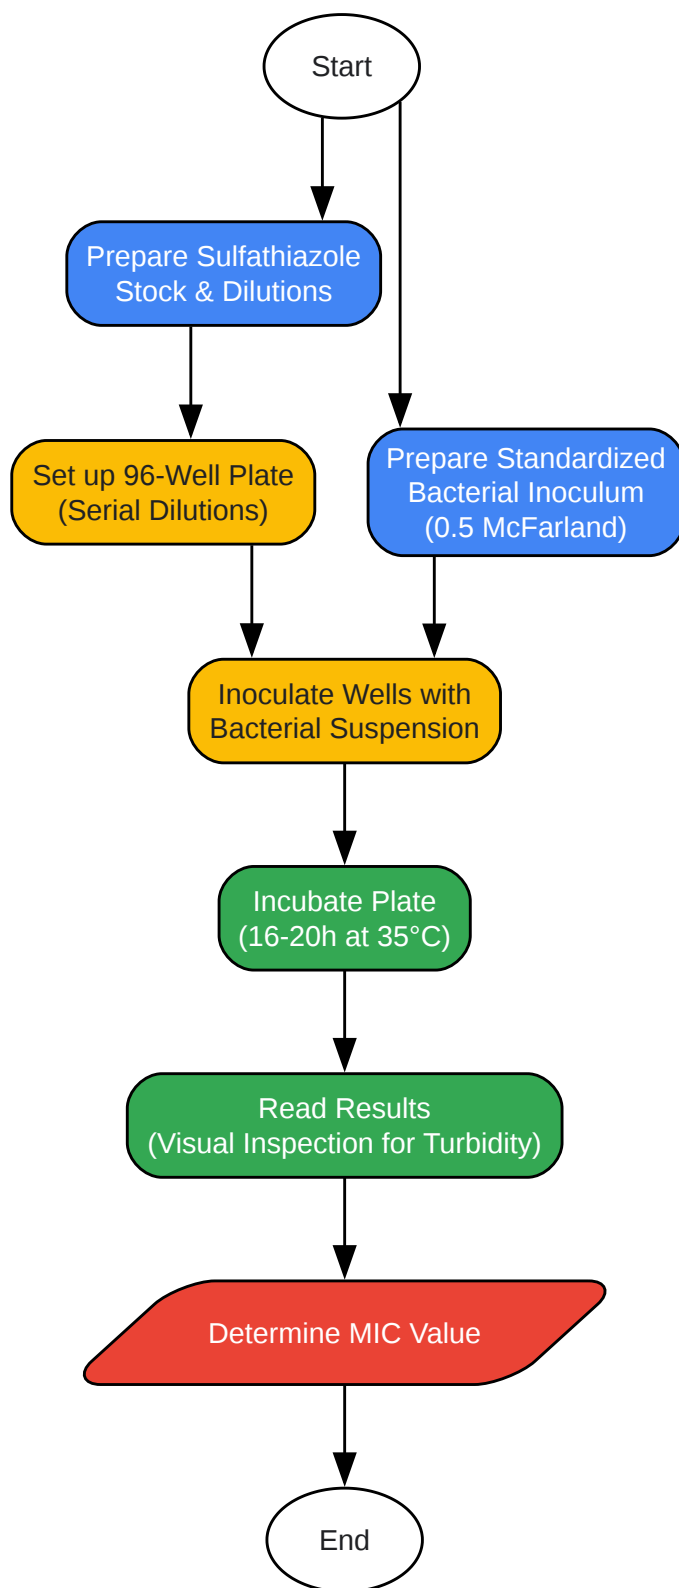 Start
Prepare Sulfathiazole
Stock & Dilutions
Set up 96-Well Plate
(Serial Dilutions)
Prepare Standardized
Bacterial Inoculum
(0.5 McFarland)
Inoculate Wells with
Bacterial Suspension
Incubate Plate
(16-20h at 35°C)
Read Results
(Visual Inspection for Turbidity)
Determine MIC Value
End